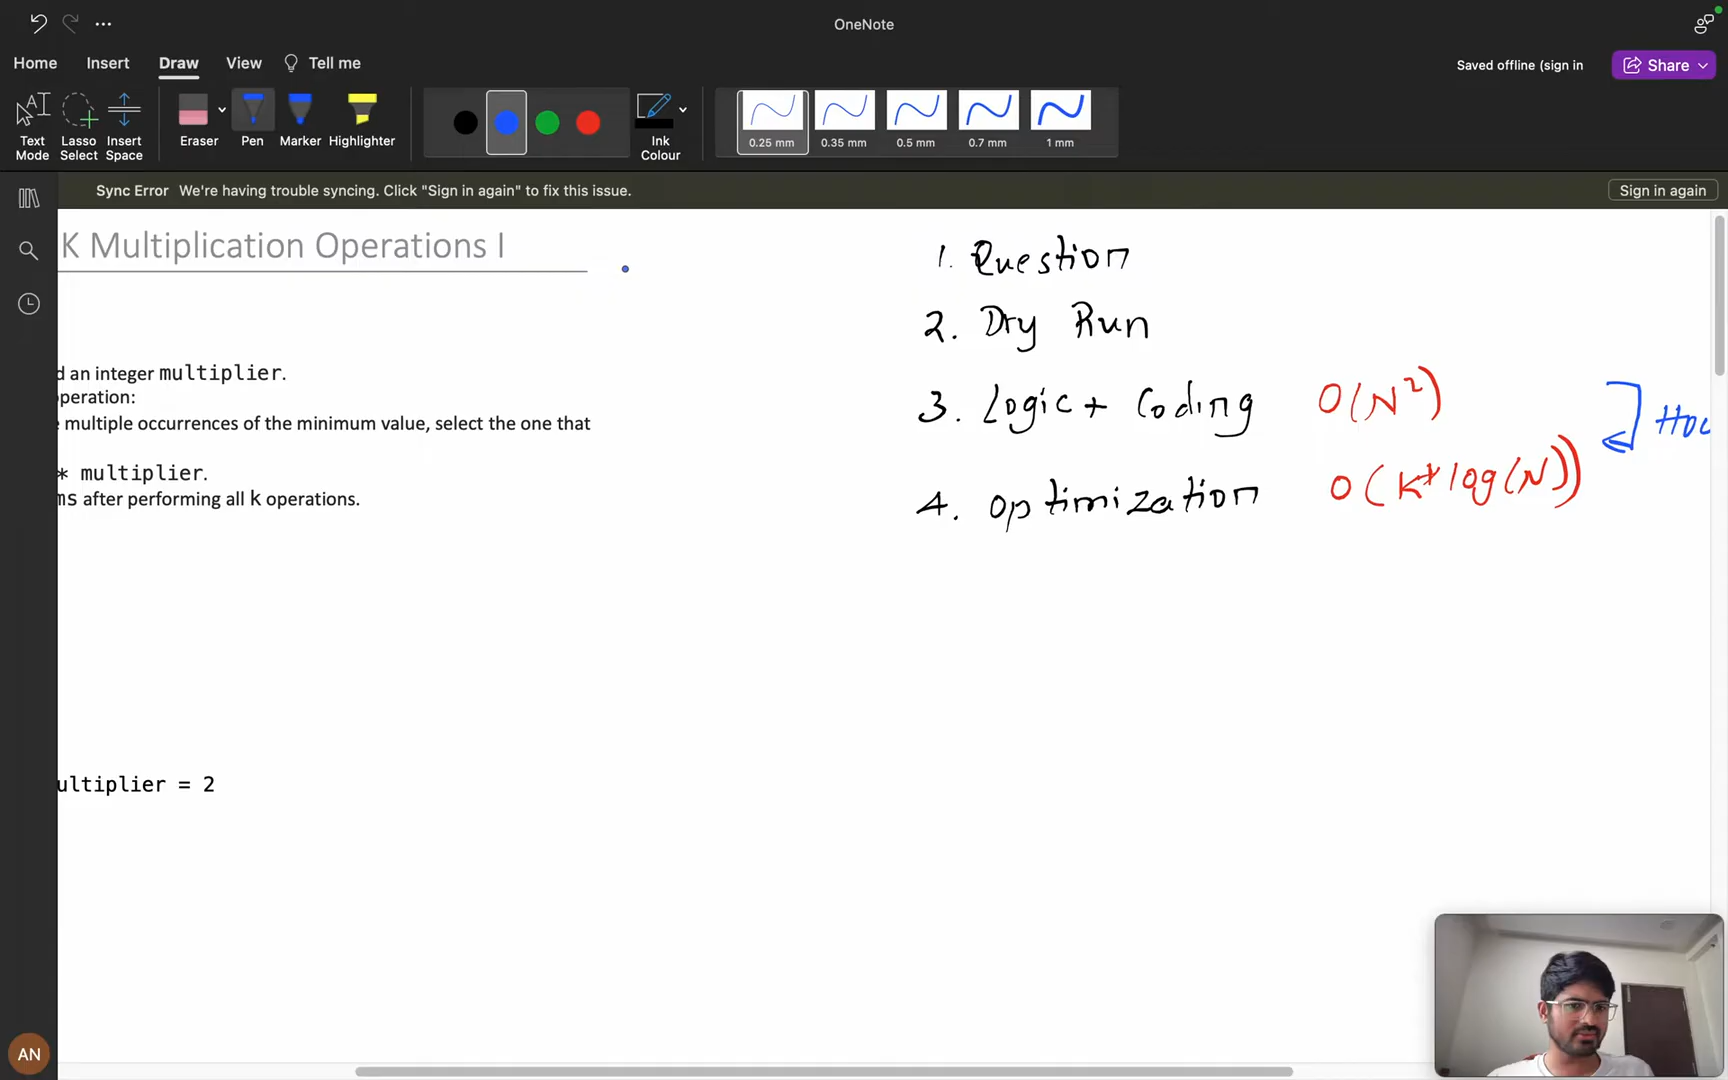 OneNote
Home Insert Draw View Tell me
Saved offline (sign in
Share
Text Mode
Lasso Select
Insert Space
Eraser
Pen
Marker
Highlighter
Ink Colour
0.25 mm
0.35 mm
0.5 mm
0.7 mm
1 mm
Sync Error We're having trouble syncing. Click "Sign in again" to fix this issue.
Sign in again
K Multiplication Operations I
d an integer multiplier.
operation:
e multiple occurrences of the minimum value, select the one that
* multiplier.
ms after performing all k operations.
ultiplier = 2
1. Question
2. Dry Run
3. Logic + Coding O(N²)
4. optimization O(K*log(N))
Ho
AN